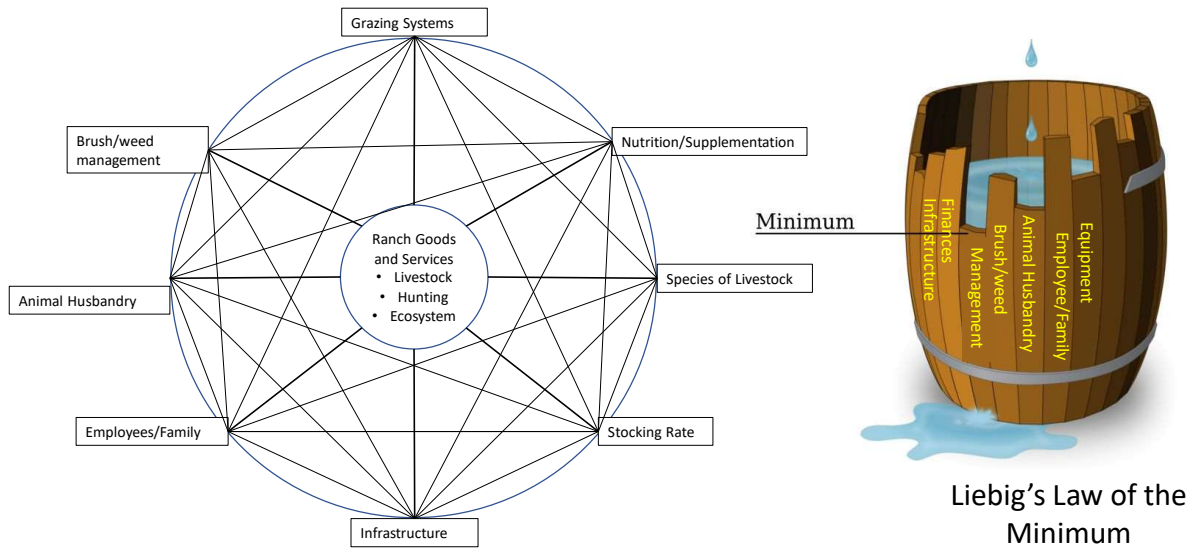 Grazing Systems
Brush/weed
management
Nutrition/Supplementation
Ranch Goods
and Services
• Livestock
• Hunting
• Ecosystem
Animal Husbandry
Species of Livestock
Employees/Family
Stocking Rate
Infrastructure
Minimum
Infrastructure
Finances
Management
Brush/weed
Animal Husbandry
Employee/Family
Equipment
Liebig’s Law of the
Minimum